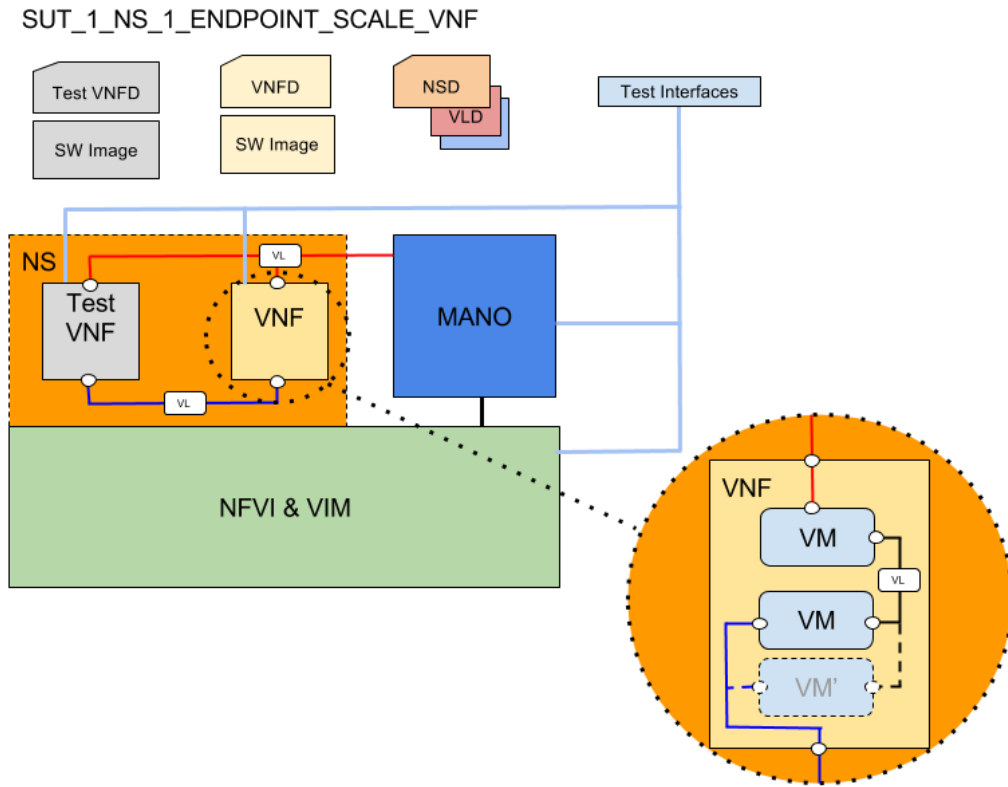 SUT_1_NS_1_ENDPOINT_SCALE_VNF
Test VNFD
VNFD
NSD
VLD
Test Interfaces
SW Image
SW Image
NS
VL
Test
VNF
VNF
MANO
VL
NFVI & VIM
VNF
VM
VL
VM
VM'